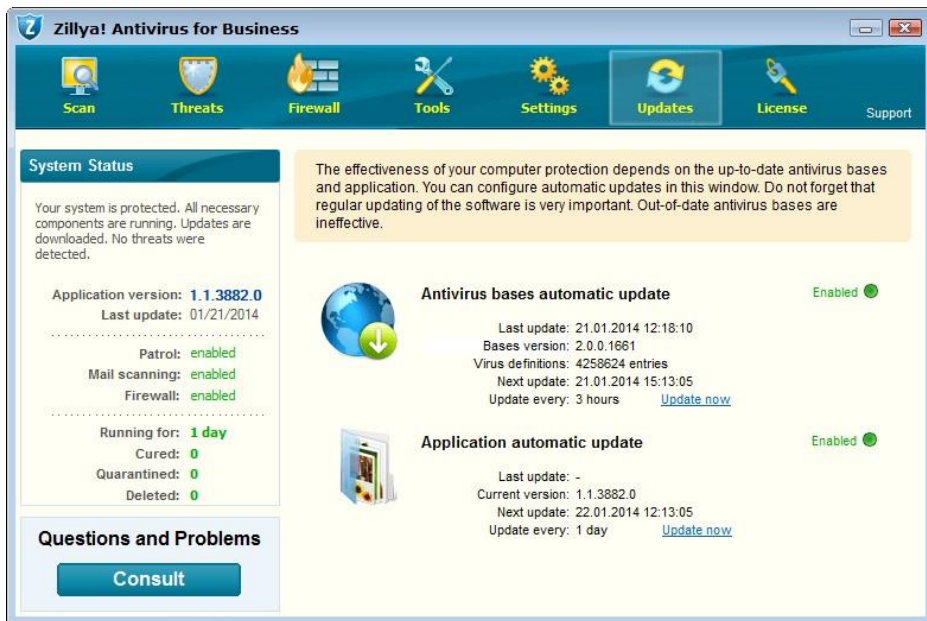 Zillya! Antivirus for Business
Scan
Threats
Firewall
Tools
Settings
Updates
License
Support
System Status
Your system is protected. All necessary
components are running. Updates are
downloaded. No threats were
detected.
Application version: 1.1.3882.0
Last update: 01/21/2014
Patrol: enabled
Mail scanning: enabled
Firewall: enabled
Running for: 1 day
Cured: 0
Quarantined: 0
Deleted: 0
Questions and Problems
Consult
The effectiveness of your computer protection depends on the up-to-date antivirus bases
and application. You can configure automatic updates in this window. Do not forget that
regular updating of the software is very important. Out-of-date antivirus bases are
ineffective.
Antivirus bases automatic update Enabled
Last update: 21.01.2014 12:18:10
Bases version: 2.0.0.1661
Virus definitions: 4258624 entries
Next update: 21.01.2014 15:13:05
Update every: 3 hours Update now
Application automatic update Enabled
Last update: -
Current version: 1.1.3882.0
Next update: 22.01.2014 12:13:05
Update every: 1 day Update now